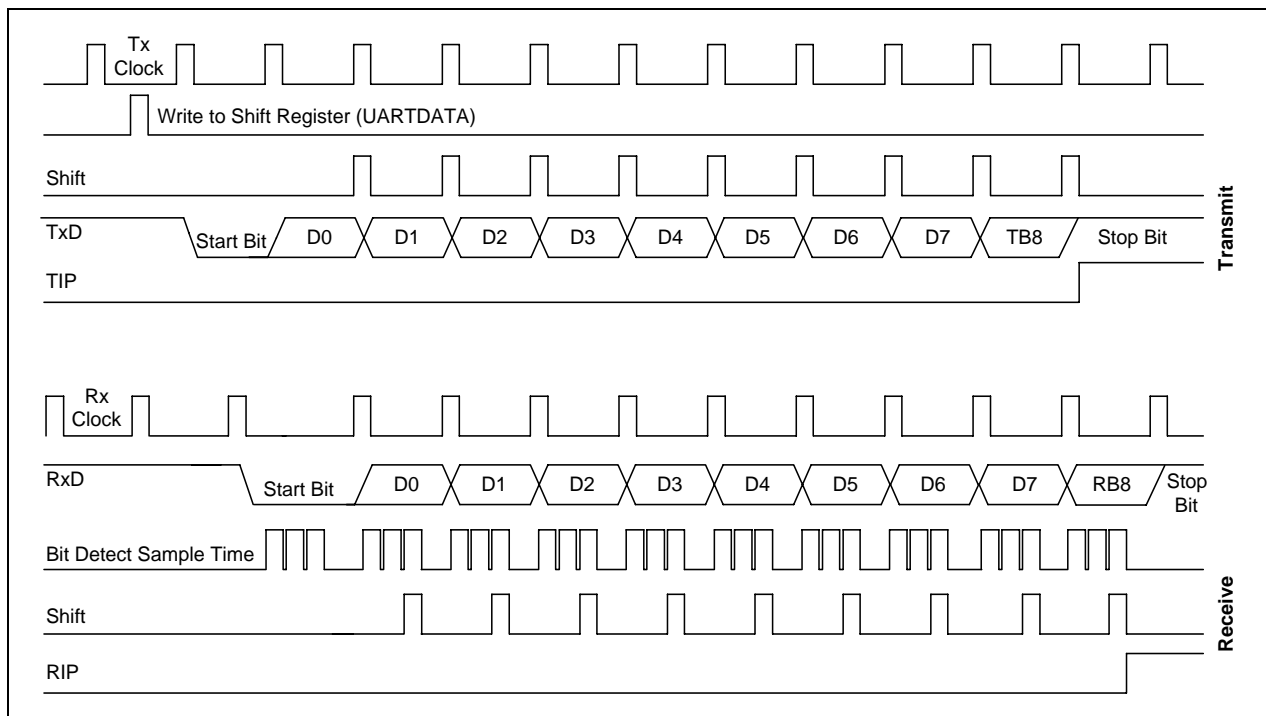 Tx
Clock
Write to Shift Register (UARTDATA)
Shift
TxD
Start Bit D0 D1 D2 D3 D4 D5 D6 D7 TB8 Stop Bit
TIP
Transmit
Rx
Clock
RxD
Start Bit D0 D1 D2 D3 D4 D5 D6 D7 RB8 Stop
Bit
Bit Detect Sample Time
Shift
RIP
Receive